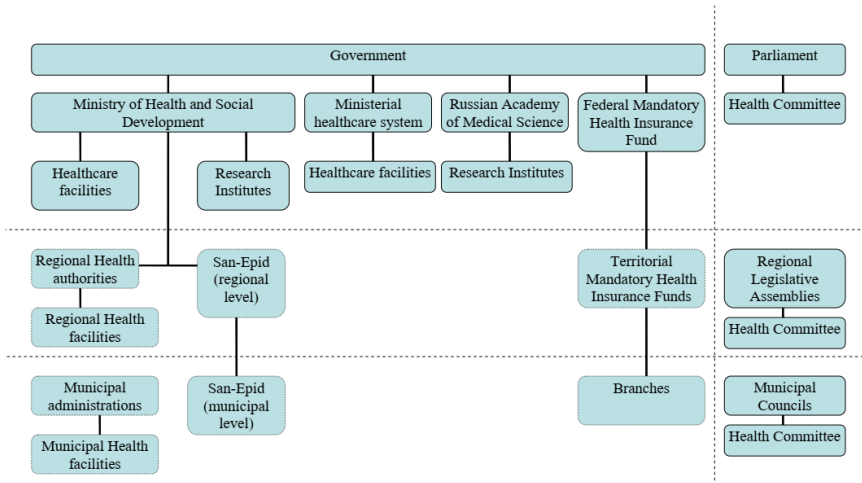 Government
Parliament
Ministry of Health and Social
Development
Ministerial
healthcare system
Russian Academy
of Medical Science
Federal Mandatory
Health Insurance
Fund
Health Committee
Healthcare
facilities
Research
Institutes
Healthcare facilities
Research Institutes
Regional Health
authorities
San-Epid
(regional
level)
Territorial
Mandatory Health
Insurance Funds
Regional
Legislative
Assemblies
Regional Health
facilities
Health Committee
Municipal
administrations
San-Epid
(municipal
level)
Branches
Municipal
Councils
Municipal Health
facilities
Health Committee